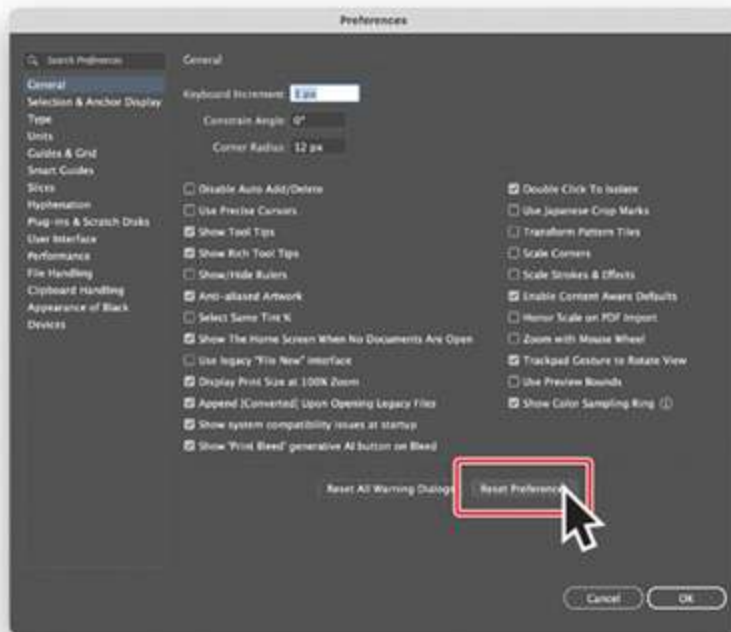 Preferences
Search Preferences
General
Selection & Anchor Display
Type
Units
Guides & Grid
Smart Guides
Slices
Hyphenation
Plug-ins & Scratch Disks
User Interface
Performance
File Handling
Clipboard Handling
Appearance of Black
Devices
General
Keyboard Increment: 1 px
Constrain Angle: 0°
Corner Radius: 12 px
Disable Auto Add/Delete
Use Precise Cursors
Show Tool Tips
Show Rich Tool Tips
Show/Hide Rulers
Anti-aliased Artwork
Select Same Tint %
Show The Home Screen When No Documents Are Open
Use legacy "File New" interface
Display Print Size at 100% Zoom
Append [Converted] Upon Opening Legacy Files
Show system compatibility issues at startup
Show 'Print Bleed' generative AI button on Bleed
Double Click To Isolate
Use Japanese Crop Marks
Transform Pattern Tiles
Scale Corners
Scale Strokes & Effects
Enable Content Aware Defaults
Honor Scale on PDF Import
Zoom with Mouse Wheel
Trackpad Gesture to Rotate View
Use Preview Bounds
Show Color Sampling Ring
Reset All Warning Dialogs
Reset Preferences
Cancel
OK